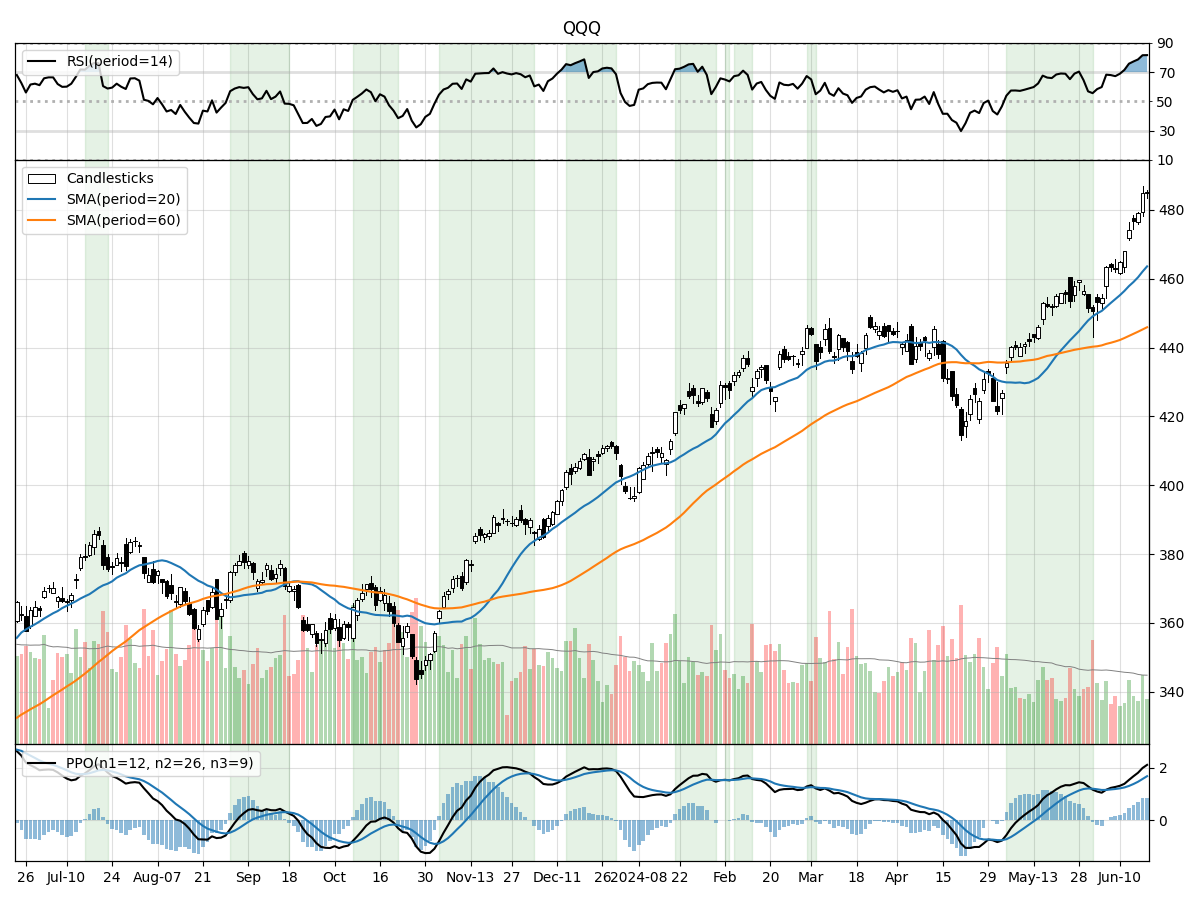 QQQ
RSI(period=14)
90
70
50
30
10
Candlesticks
SMA(period=20)
SMA(period=60)
480
460
440
420
400
380
360
340
PPO(n1=12, n2=26, n3=9)
2
0
26 Jul-10 24 Aug-07 21 Sep 18 Oct 16 30 Nov-13 27 Dec-11 26 2024-08 22 Feb 20 Mar 18 Apr 15 29 May-13 28 Jun-10